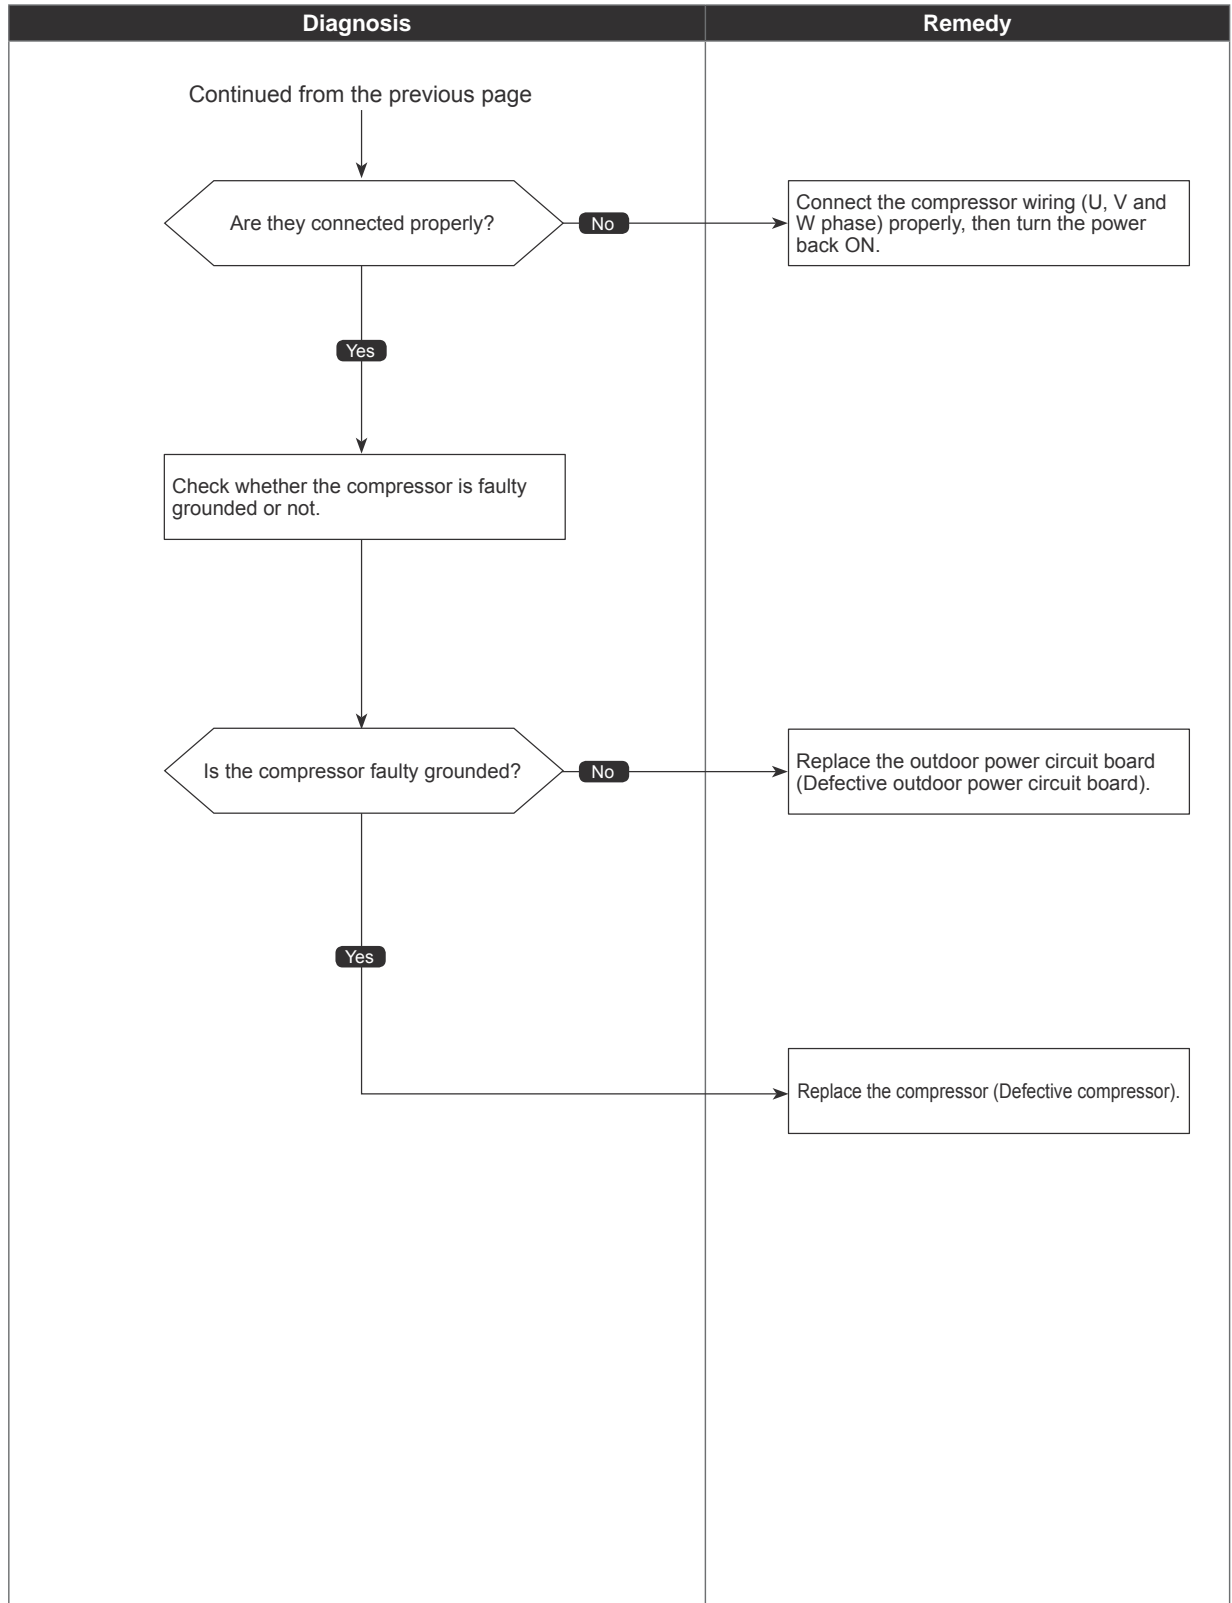 Diagnosis
Remedy
Continued from the previous page
Are they connected properly?
No
Connect the compressor wiring (U, V and
W phase) properly, then turn the power
back ON.
Yes
Check whether the compressor is faulty
grounded or not.
Is the compressor faulty grounded?
No
Replace the outdoor power circuit board
(Defective outdoor power circuit board).
Yes
Replace the compressor (Defective compressor).